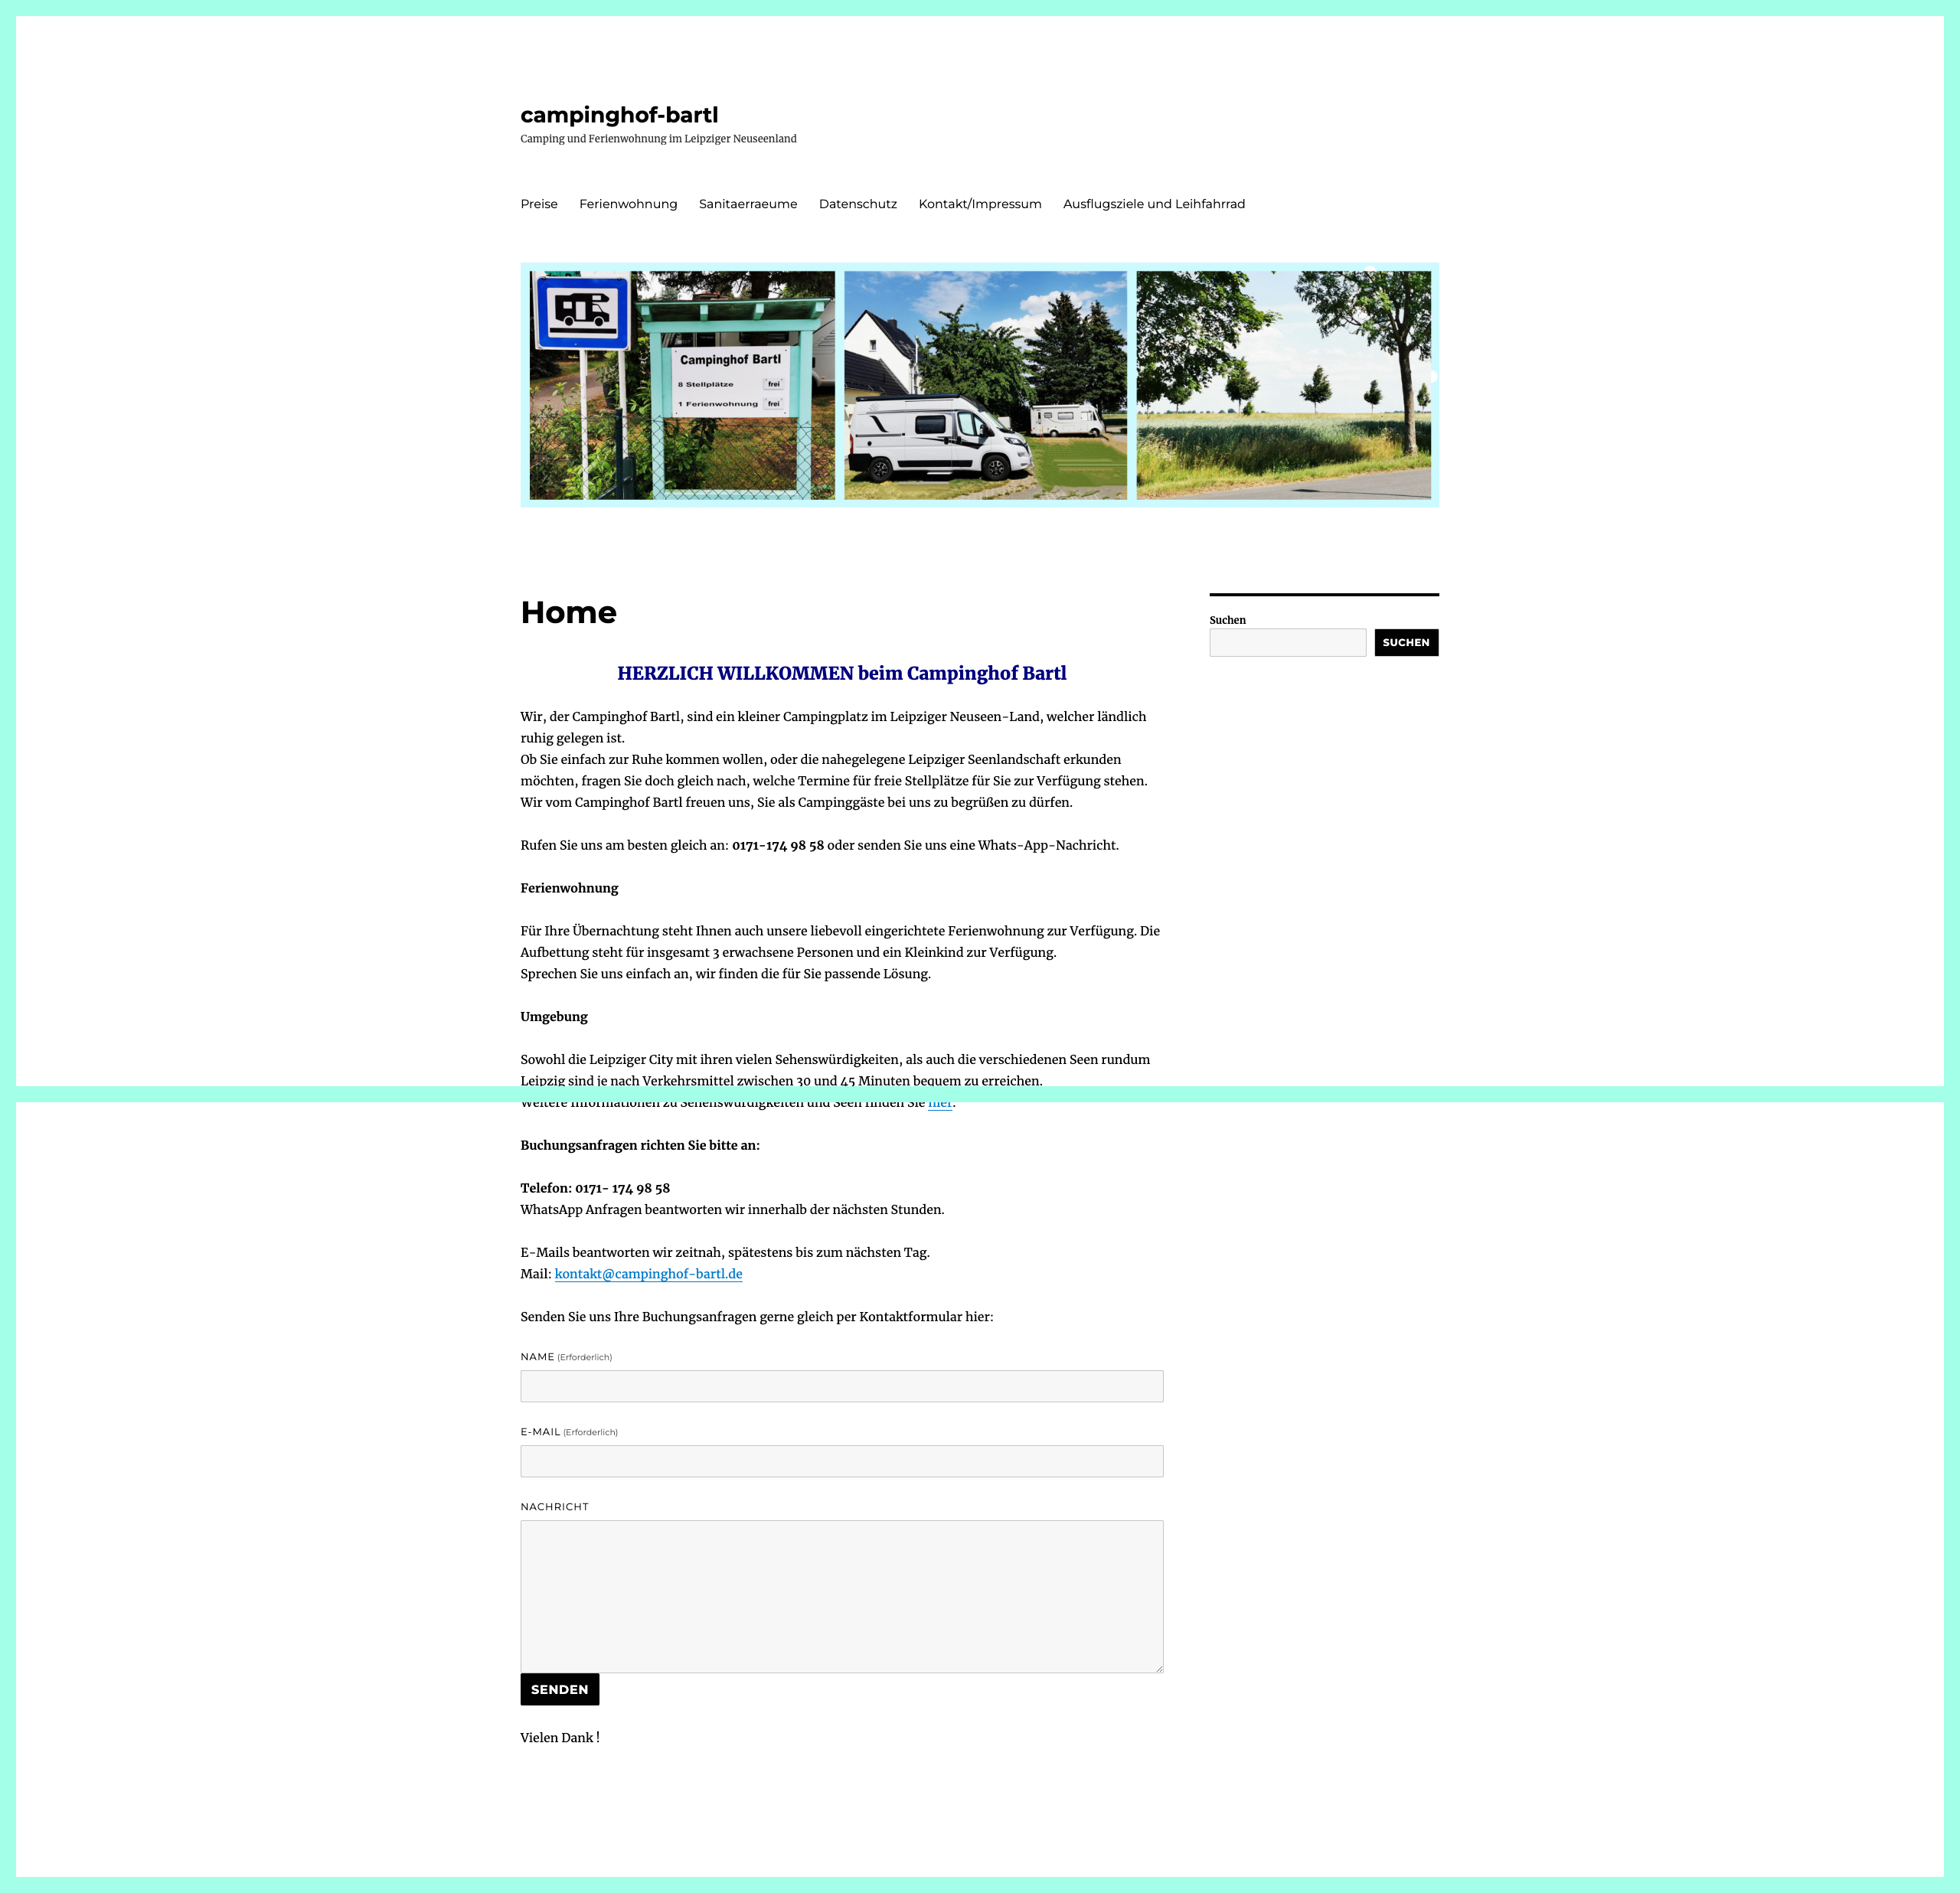 campinghof-bartl
Camping und Ferienwohnung im Leipziger Neuseenland
Preise Ferienwohnung Sanitaerraeume Datenschutz Kontakt/Impressum Ausflugsziele und Leihfahrrad
Campinghof Bartl
8 Stellplätze frei
1 Ferienwohnung frei
Home
HERZLICH WILLKOMMEN beim Campinghof Bartl
Wir, der Campinghof Bartl, sind ein kleiner Campingplatz im Leipziger Neuseen-Land, welcher ländlich
ruhig gelegen ist.
Ob Sie einfach zur Ruhe kommen wollen, oder die nahegelegene Leipziger Seenlandschaft erkunden
möchten, fragen Sie doch gleich nach, welche Termine für freie Stellplätze für Sie zur Verfügung stehen.
Wir vom Campinghof Bartl freuen uns, Sie als Campinggäste bei uns zu begrüßen zu dürfen.
Rufen Sie uns am besten gleich an: 0171-174 98 58 oder senden Sie uns eine Whats-App-Nachricht.
Ferienwohnung
Für Ihre Übernachtung steht Ihnen auch unsere liebevoll eingerichtete Ferienwohnung zur Verfügung. Die
Aufbettung steht für insgesamt 3 erwachsene Personen und ein Kleinkind zur Verfügung.
Sprechen Sie uns einfach an, wir finden die für Sie passende Lösung.
Umgebung
Sowohl die Leipziger City mit ihren vielen Sehenswürdigkeiten, als auch die verschiedenen Seen rundum
Leipzig sind je nach Verkehrsmittel zwischen 30 und 45 Minuten bequem zu erreichen.
Weitere Informationen zu Sehenswürdigkeiten und Seen finden Sie hier.
Buchungsanfragen richten Sie bitte an:
Telefon: 0171- 174 98 58
WhatsApp Anfragen beantworten wir innerhalb der nächsten Stunden.
E-Mails beantworten wir zeitnah, spätestens bis zum nächsten Tag.
Mail: kontakt@campinghof-bartl.de
Senden Sie uns Ihre Buchungsanfragen gerne gleich per Kontaktformular hier:
NAME (Erforderlich)
E-MAIL (Erforderlich)
NACHRICHT
SENDEN
Vielen Dank !
Suchen
SUCHEN